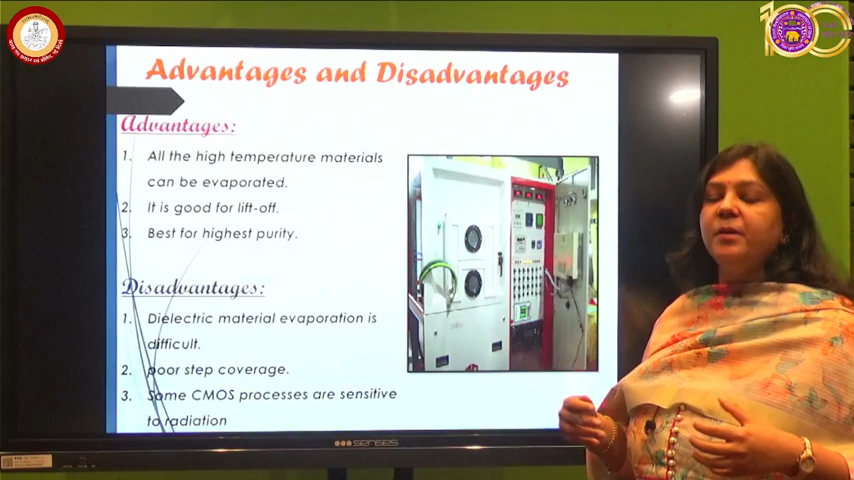 Advantages and Disadvantages
Advantages:
1. All the high temperature materials
can be evaporated.
2. It is good for lift-off.
3. Best for highest purity.
Disadvantages:
1. Dielectric material evaporation is
difficult.
2. poor step coverage.
3. Some CMOS processes are sensitive
to radiation
senses
100